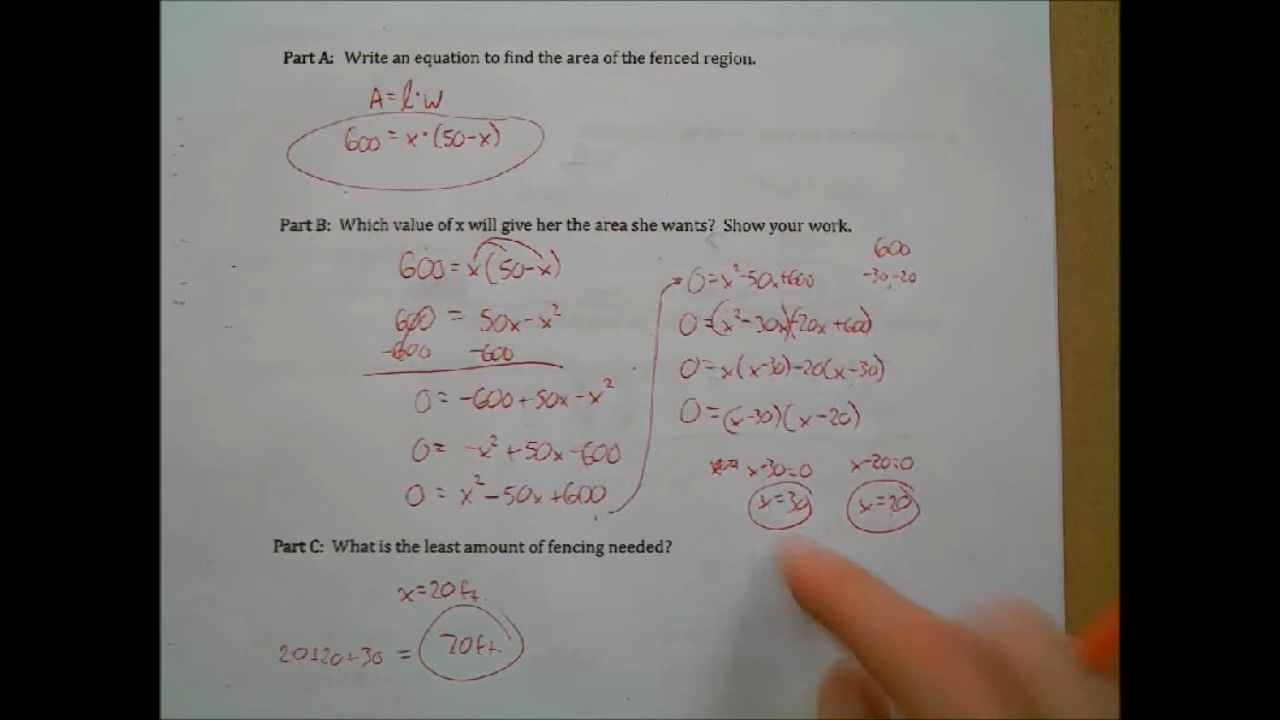 Part A: Write an equation to find the area of the fenced region.
A = l · w
600 = x · (50-x)
Part B: Which value of x will give her the area she wants? Show your work.
600 = x(50-x)
600 = 50x - x²
-600 -600
0 = -600 + 50x - x²
0 = -x² + 50x - 600
0 = x² - 50x + 600
600
-30, -20
0 = x² - 50x + 600
0 = (x² - 30x)(-20x + 600)
0 = x(x-30) - 20(x-30)
0 = (x-30)(x-20)
x-30=0 x-20=0
x=30 x=20
Part C: What is the least amount of fencing needed?
x = 20 ft.
20+20+30 = 70 ft.